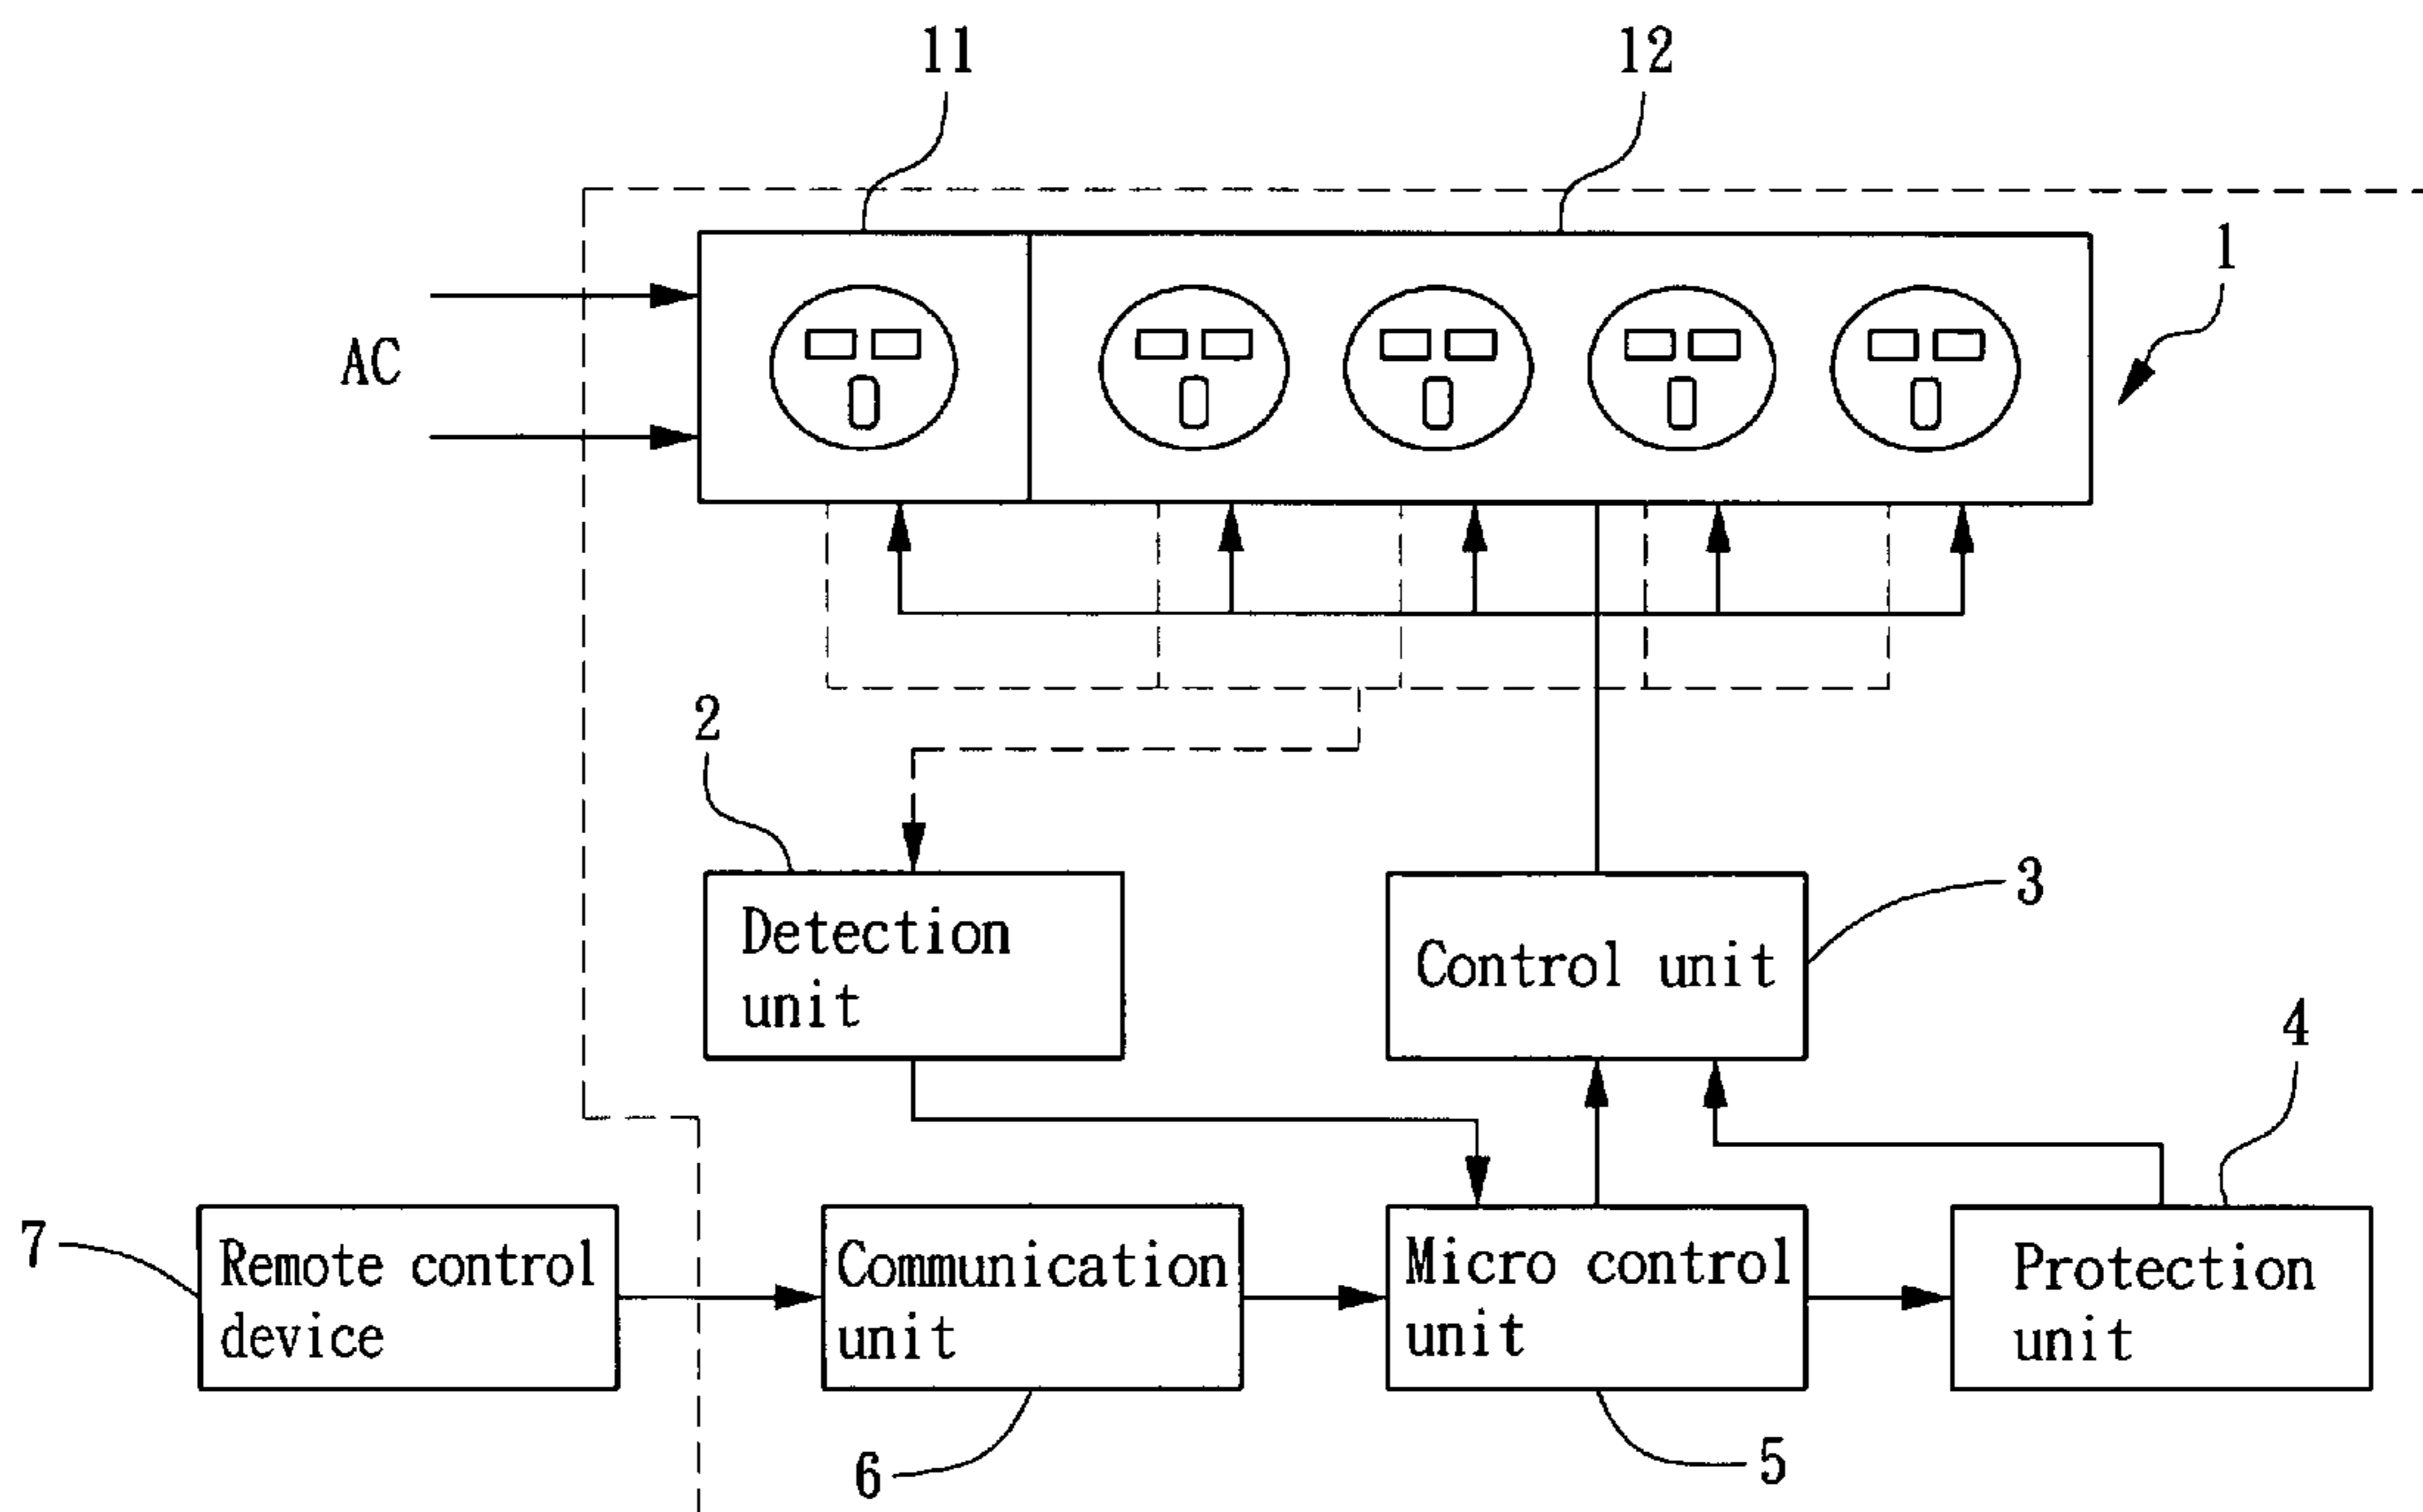 11
12
1
AC
2
Detection
unit
3
Control unit
4
7
Remote control
device
Communication
unit
Micro control
unit
Protection
unit
6
5